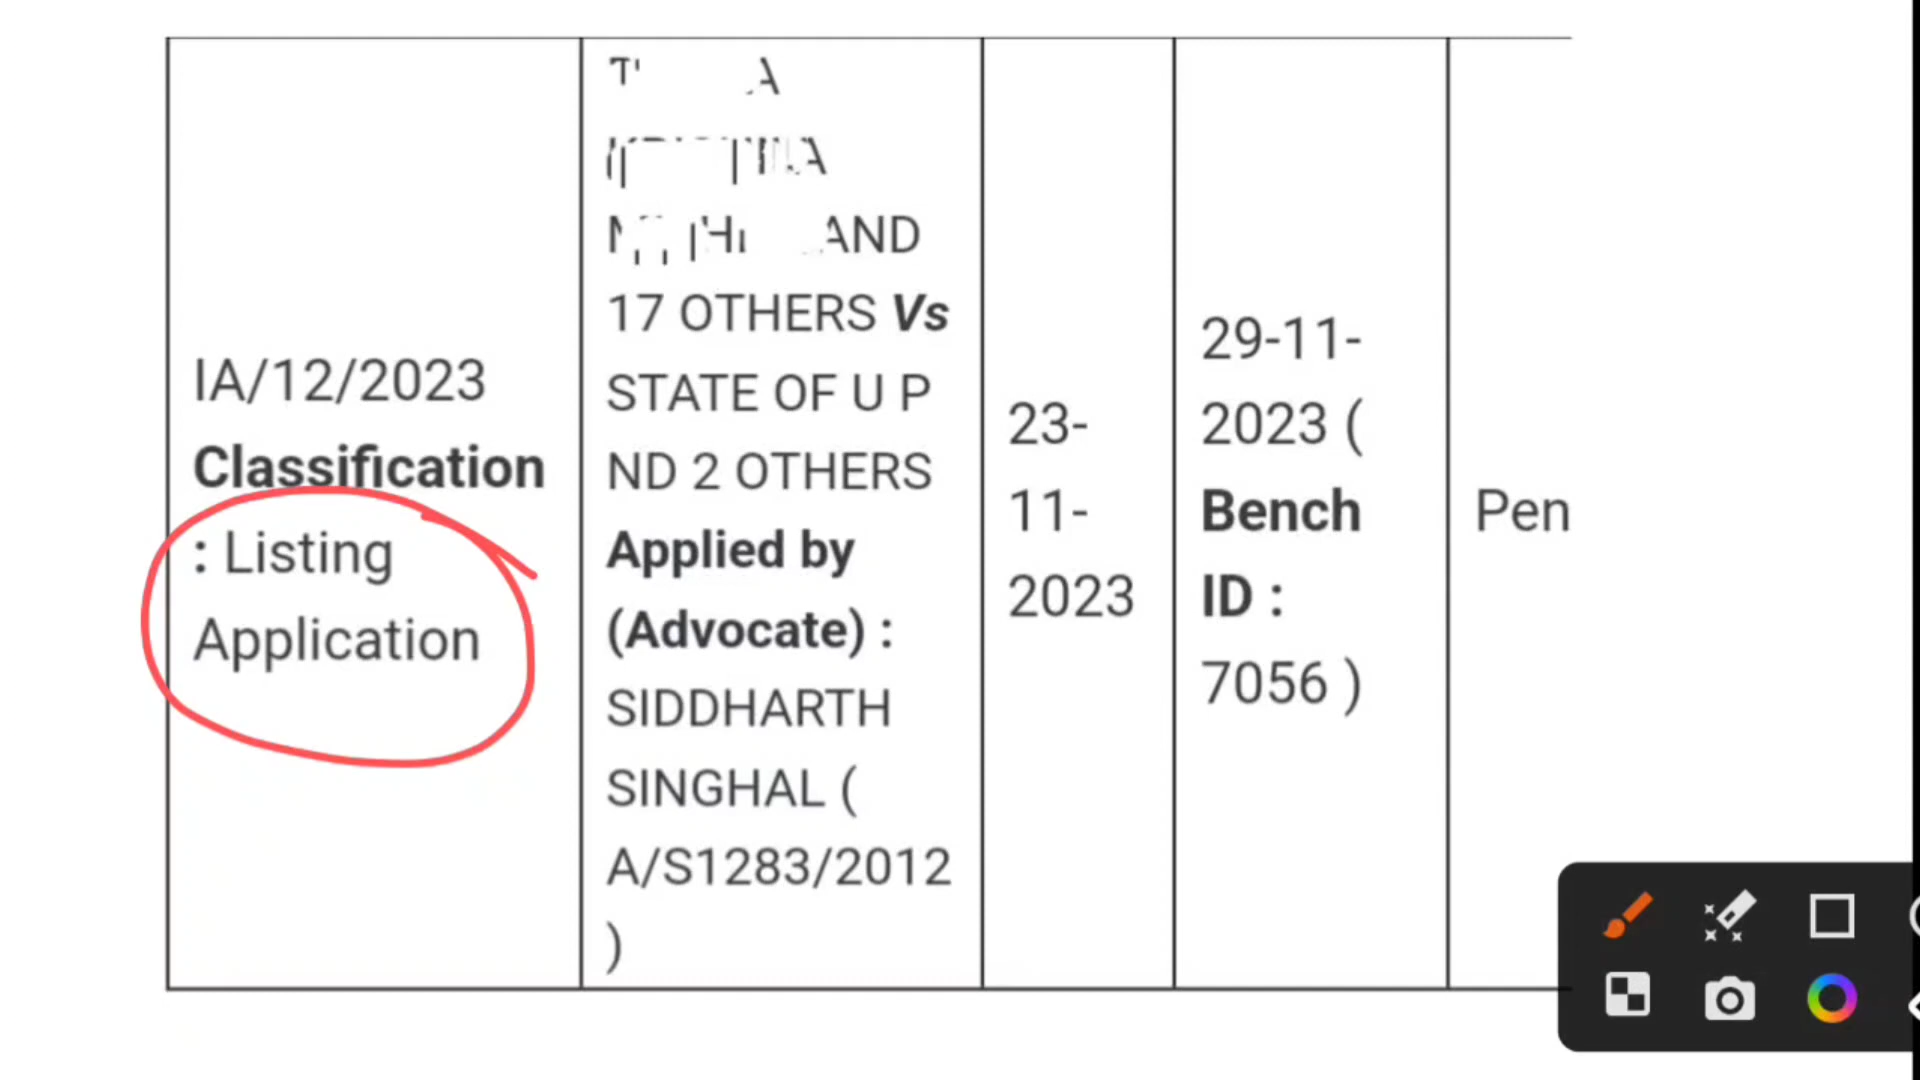 IA/12/2023
Classification
: Listing
Application
AND
17 OTHERS Vs
STATE OF U P
ND 2 OTHERS
Applied by
(Advocate) :
SIDDHARTH
SINGHAL (
A/S1283/2012
)
23-
11-
2023
29-11-
2023 (
Bench
ID :
7056 )
Pen